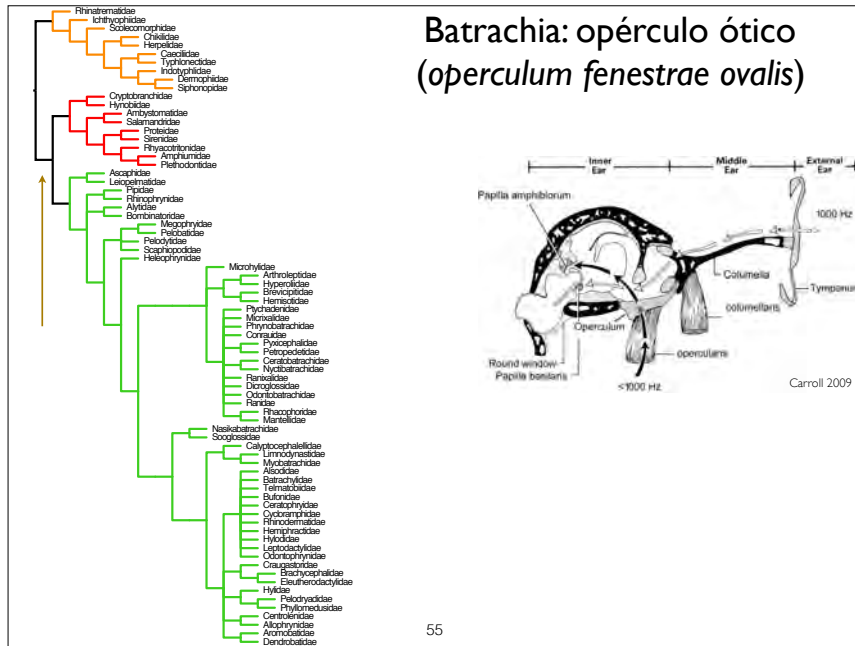 Batrachia: opérculo ótico
(operculum fenestrae ovalis)
Rhinatrematidae
Ichthyophiidae
Scolecomorphidae
Chikilidae
Herpelidae
Caeciliidae
Typhlonectidae
Indotyphlidae
Dermophiidae
Siphonopidae
Cryptobranchidae
Hynobiidae
Ambystomatidae
Salamandridae
Proteidae
Sirenidae
Rhyacotritonidae
Amphiumidae
Plethodontidae
Ascaphidae
Leiopelmatidae
Pipidae
Rhinophrynidae
Alytidae
Bombinatoridae
Megophryidae
Pelobatidae
Pelodytidae
Scaphiopodidae
Heleophrynidae
Microhylidae
Arthroleptidae
Hyperoliidae
Brevicipitidae
Hemisotidae
Ptychadenidae
Micrixalidae
Phrynobatrachidae
Conrauidae
Pyxicephalidae
Petropedetidae
Ceratobatrachidae
Nyctibatrachidae
Ranixalidae
Dicroglossidae
Odontobatrachidae
Ranidae
Rhacophoridae
Mantellidae
Nasikabatrachidae
Sooglossidae
Calyptocephalellidae
Limnodynastidae
Myobatrachidae
Alsodidae
Batrachylidae
Telmatobiidae
Bufonidae
Ceratophryidae
Cycloramphidae
Rhinodermatidae
Hemiphractidae
Hylodidae
Leptodactylidae
Odontophrynidae
Craugastoridae
Brachycephalidae
Eleutherodactylidae
Hylidae
Pelodryadidae
Phyllomedusidae
Centrolenidae
Allophrynidae
Aromobatidae
Dendrobatidae
Inner
Ear
Middle
Ear
External
Ear
Papilla amphibiorum
1000 Hz
Columella
Tympanum
columellaris
Operculum
opercularis
Round window
Papilla basilaris
<1000 Hz
Carroll 2009
55